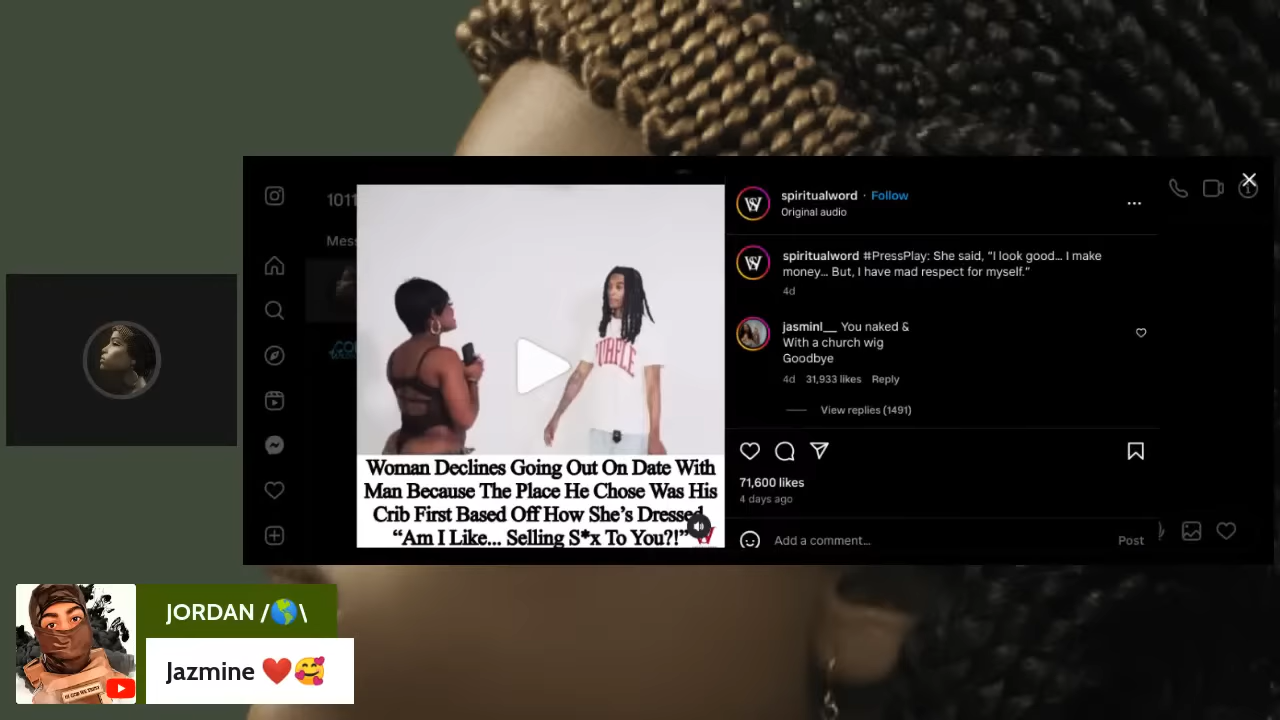 1011
Mess
spiritualword · Follow
Original audio
spiritualword #PressPlay: She said, “I look good… I make
money… But, I have mad respect for myself.”
4d
jasminl__ You naked &
With a church wig
Goodbye
4d 31,933 likes Reply
View replies (1491)
71,600 likes
4 days ago
Add a comment…
Post
PURPLE
Woman Declines Going Out On Date With
Man Because The Place He Chose Was His
Crib First Based Off How She’s Dressed
“Am I Like... Selling S*x To You?!”
JORDAN /🌎\
Jazmine ❤️🥰